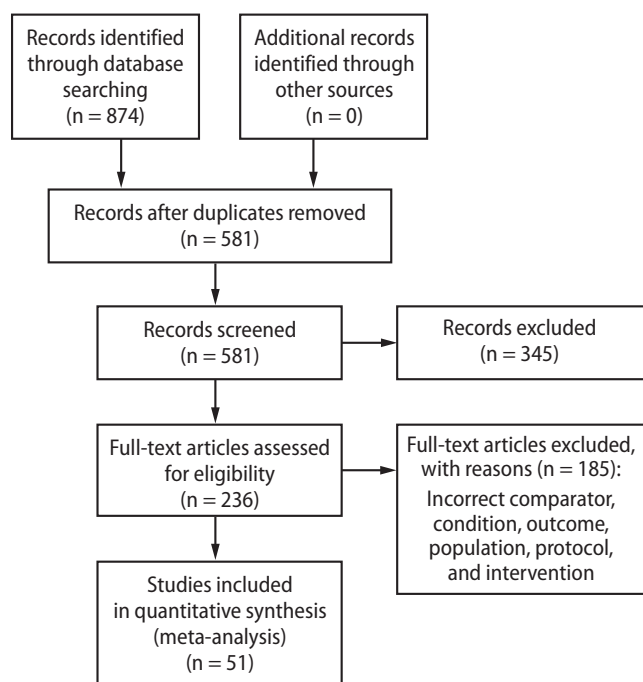 Records identified
through database
searching
(n = 874)
Additional records
identified through
other sources
(n = 0)
Records after duplicates removed
(n = 581)
Records screened
(n = 581)
Records excluded
(n = 345)
Full-text articles assessed
for eligibility
(n = 236)
Full-text articles excluded,
with reasons (n = 185):
Incorrect comparator,
condition, outcome,
population, protocol,
and intervention
Studies included
in quantitative synthesis
(meta-analysis)
(n = 51)